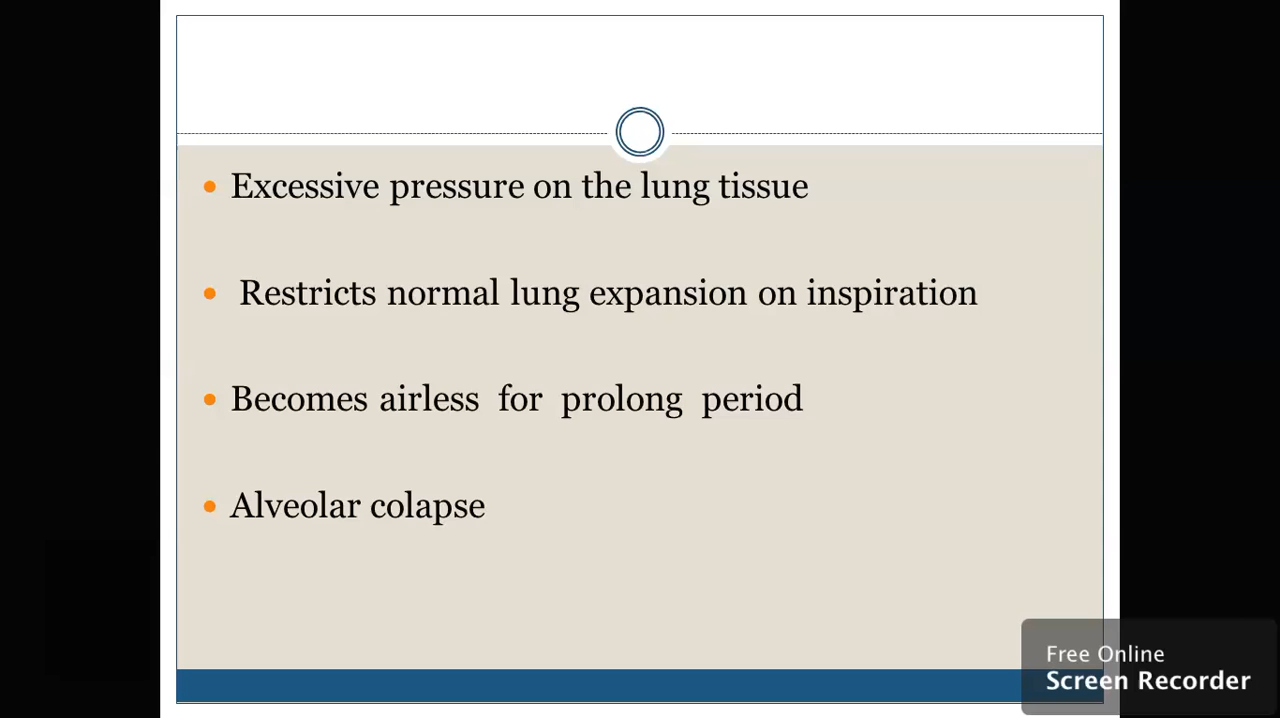 Excessive pressure on the lung tissue
Restricts normal lung expansion on inspiration
Becomes airless for prolong period
Alveolar colapse
Free Online
Screen Recorder